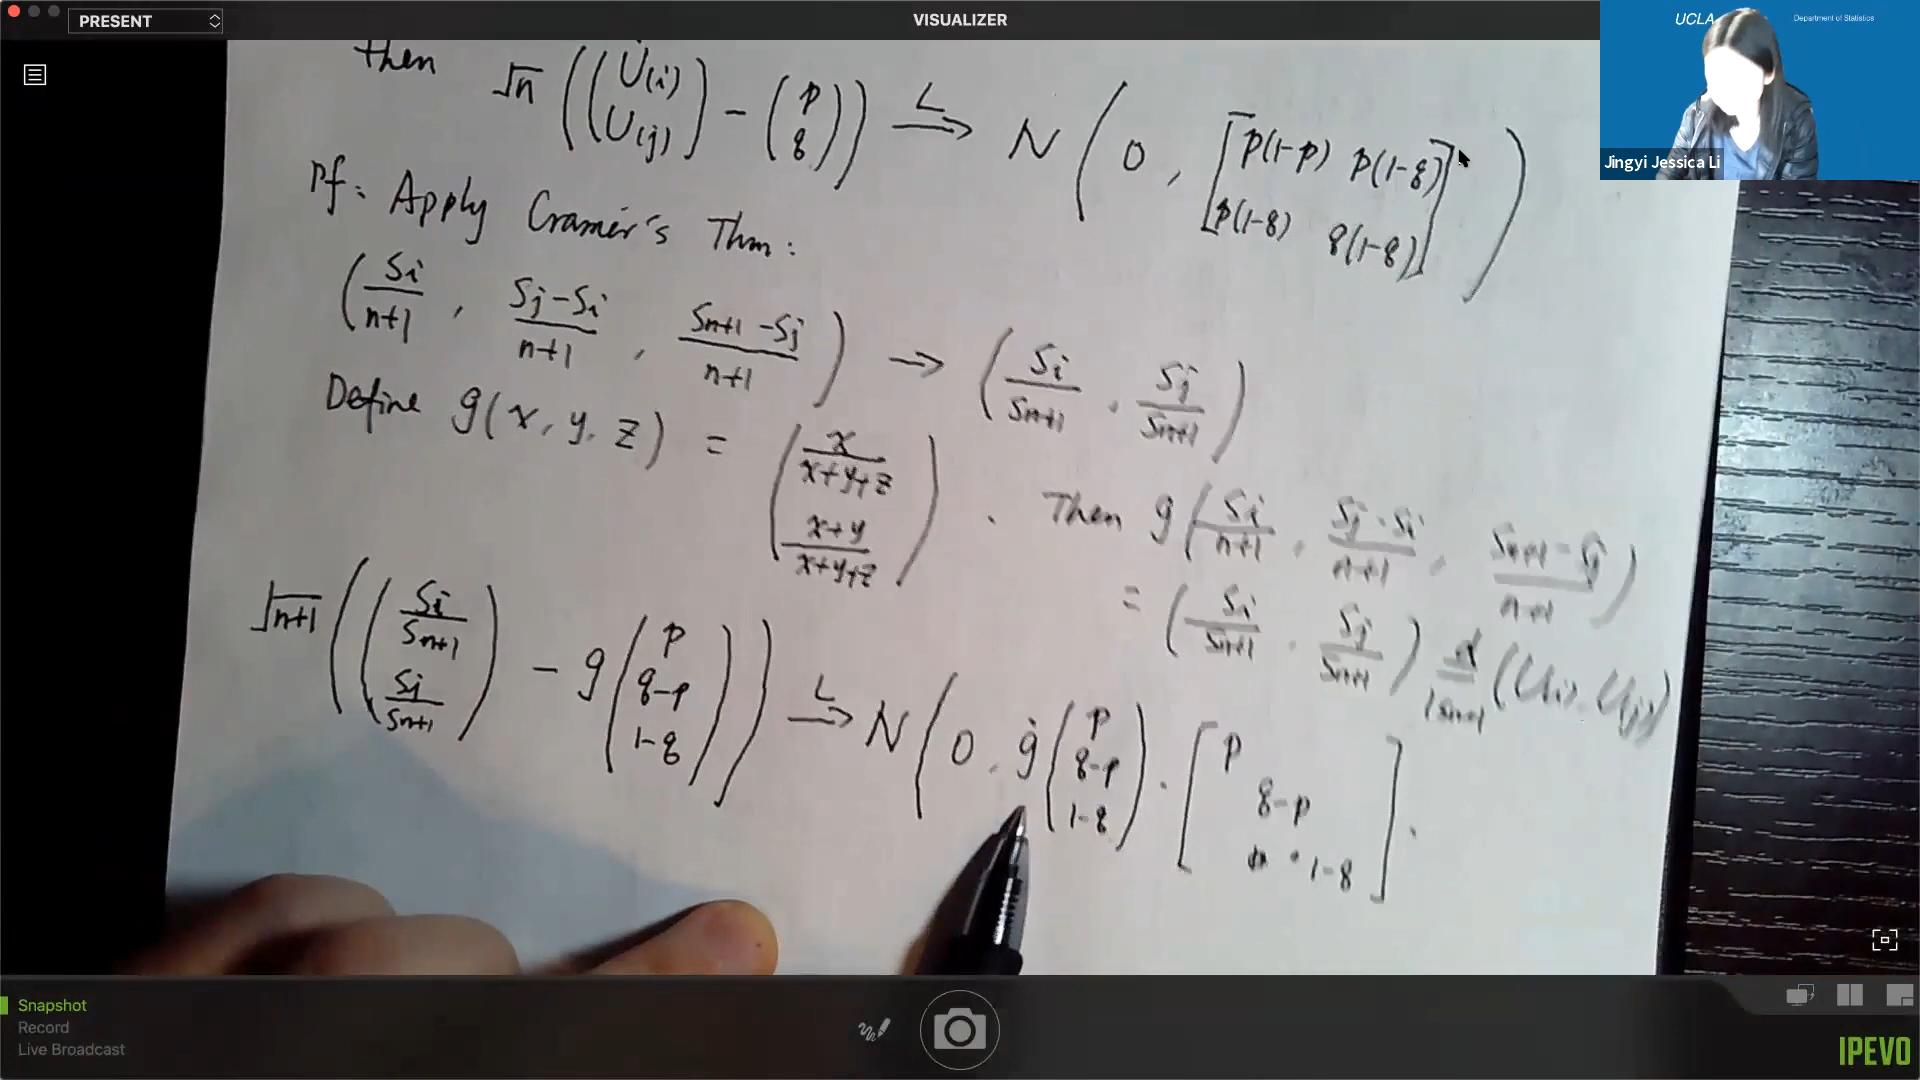 PRESENT
VISUALIZER
UCLA
Department of Statistics
Jingyi Jessica Li
then √n ( ( U(i) U(j) ) − ( p q ) ) →^L N ( 0 , [ p(1-p) p(1-q) p(1-q) q(1-q) ] )
Pf: Apply Cramér's Thm:
( Si/n+1 , Sj−Si/n+1 , Sn+1−Sj/n+1 ) → ( Si/Sn+1 , Sj/Sn+1 )
Define g(x, y, z) = ( x/x+y+z x+y/x+y+z ) . Then g ( Si/n+1 , Sj−Si/n+1 , Sn+1−Sj/n+1 )
= ( Si/Sn+1 , Sj/Sn+1 ) (U(i), U(j))
√n+1 ( ( Si/Sn+1 Sj/Sn+1 ) − g ( p q−p 1−q ) ) →^L N ( 0 , ġ ( p q−p 1−q ) · [ p q−p 1−q ] ·
Snapshot
Record
Live Broadcast
IPEVO